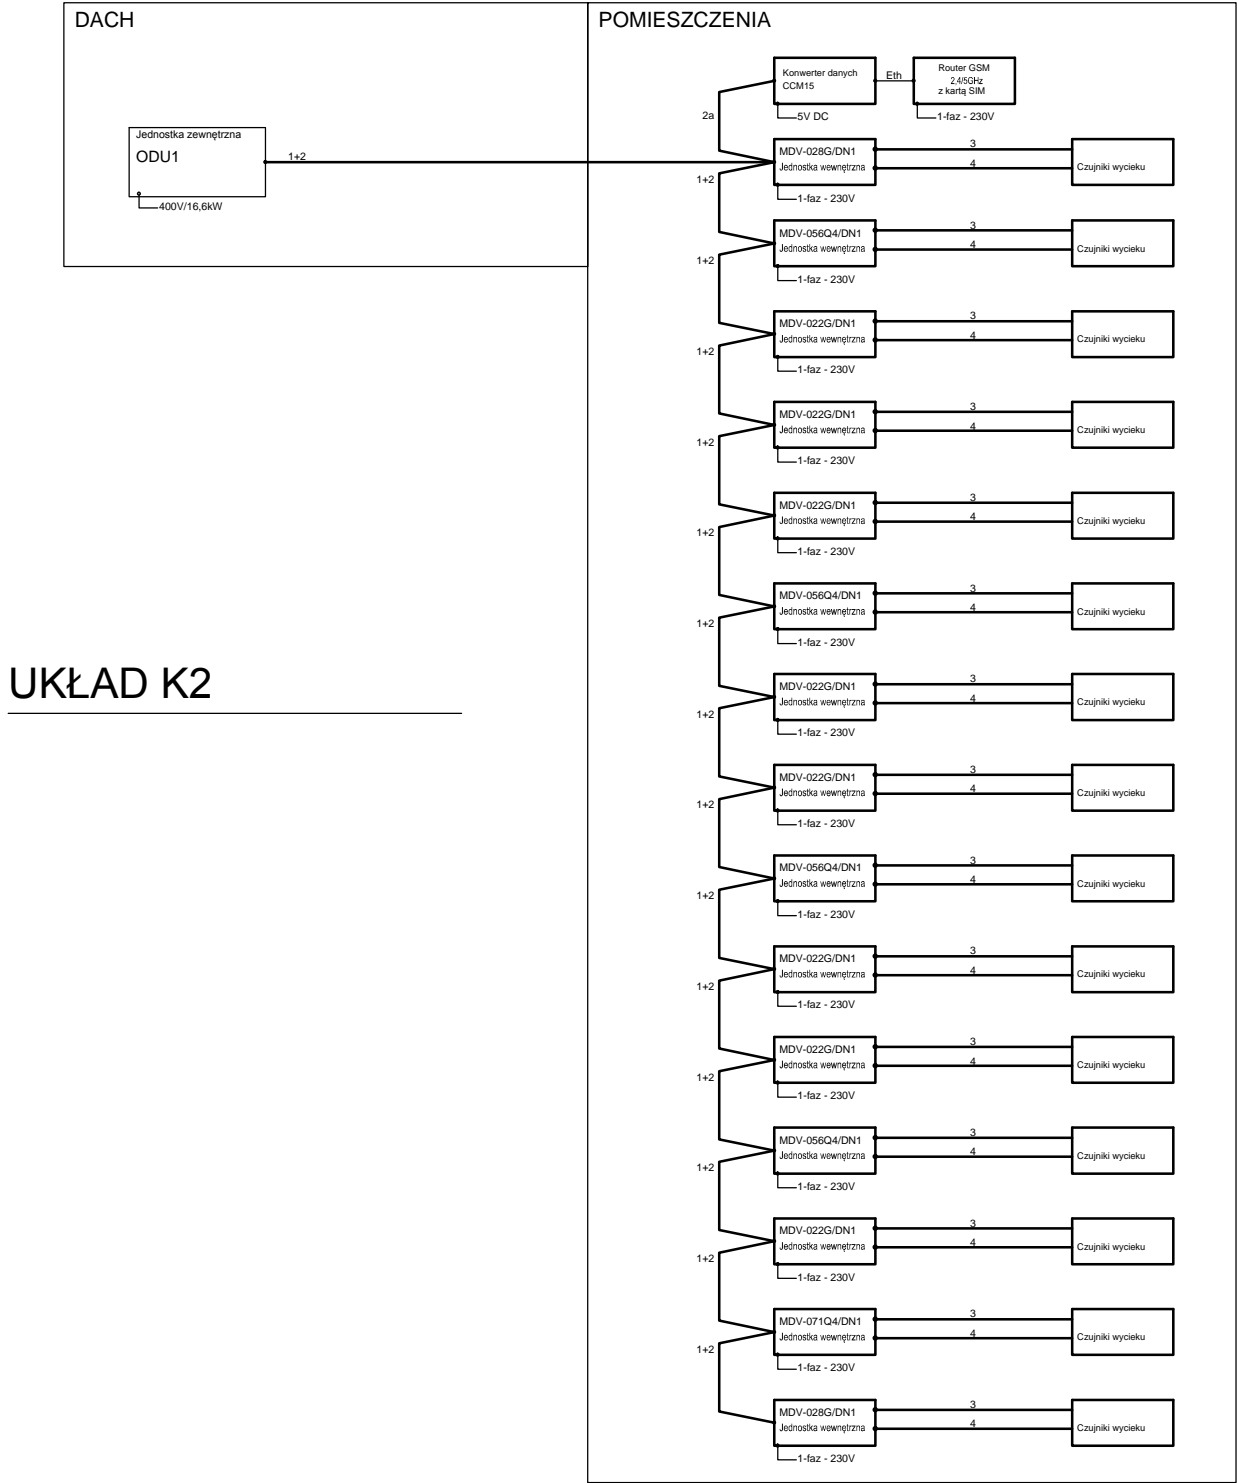 DACH
POMIESZCZENIA
Konwerter danych
CCM15
Eth
Router GSM
2,4/5GHz
z kartą SIM
2a
5V DC
1-faz - 230V
Jednostka zewnętrzna
ODU1
1+2
400V/16,6kW
MDV-028G/DN1
Jednostka wewnętrzna
3
4
Czujniki wycieku
1+2
1-faz - 230V
MDV-056Q4/DN1
Jednostka wewnętrzna
3
4
Czujniki wycieku
1+2
1-faz - 230V
MDV-022G/DN1
Jednostka wewnętrzna
3
4
Czujniki wycieku
1+2
1-faz - 230V
MDV-022G/DN1
Jednostka wewnętrzna
3
4
Czujniki wycieku
1+2
1-faz - 230V
MDV-022G/DN1
Jednostka wewnętrzna
3
4
Czujniki wycieku
1+2
1-faz - 230V
MDV-056Q4/DN1
Jednostka wewnętrzna
3
4
Czujniki wycieku
1+2
1-faz - 230V
UKŁAD K2
MDV-022G/DN1
Jednostka wewnętrzna
3
4
Czujniki wycieku
1+2
1-faz - 230V
MDV-022G/DN1
Jednostka wewnętrzna
3
4
Czujniki wycieku
1+2
1-faz - 230V
MDV-056Q4/DN1
Jednostka wewnętrzna
3
4
Czujniki wycieku
1+2
1-faz - 230V
MDV-022G/DN1
Jednostka wewnętrzna
3
4
Czujniki wycieku
1+2
1-faz - 230V
MDV-022G/DN1
Jednostka wewnętrzna
3
4
Czujniki wycieku
1+2
1-faz - 230V
MDV-056Q4/DN1
Jednostka wewnętrzna
3
4
Czujniki wycieku
1+2
1-faz - 230V
MDV-022G/DN1
Jednostka wewnętrzna
3
4
Czujniki wycieku
1+2
1-faz - 230V
MDV-071Q4/DN1
Jednostka wewnętrzna
3
4
Czujniki wycieku
1+2
1-faz - 230V
MDV-028G/DN1
Jednostka wewnętrzna
3
4
Czujniki wycieku
1-faz - 230V